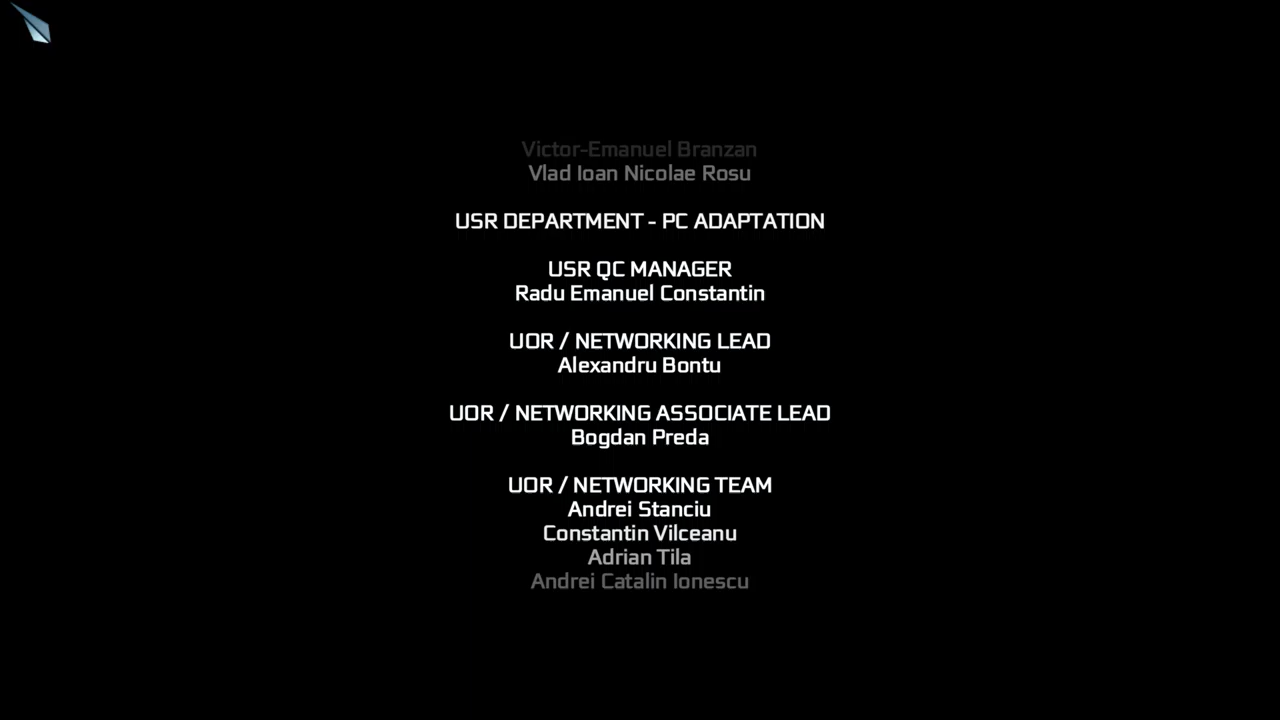 Victor-Emanuel Branzan
Vlad Ioan Nicolae Rosu
USR DEPARTMENT - PC ADAPTATION
USR QC MANAGER
Radu Emanuel Constantin
UOR / NETWORKING LEAD
Alexandru Bontu
UOR / NETWORKING ASSOCIATE LEAD
Bogdan Preda
UOR / NETWORKING TEAM
Andrei Stanciu
Constantin Vilceanu
Adrian Tila
Andrei Catalin Ionescu